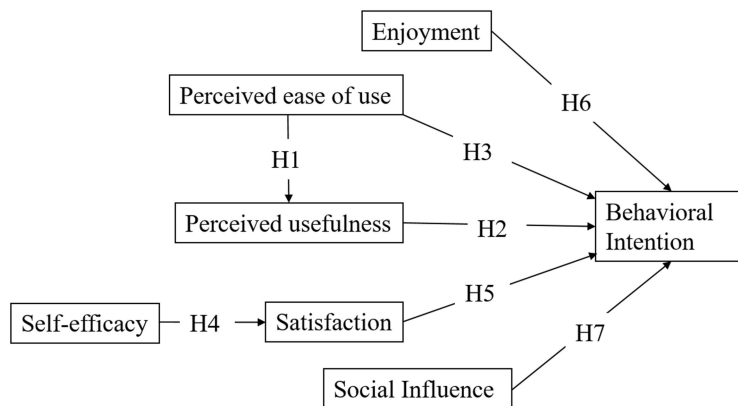 Enjoyment
Perceived ease of use
H6
H3
H1
Perceived usefulness
H2
Behavioral
Intention
H5
Self-efficacy
H4
Satisfaction
H7
Social Influence